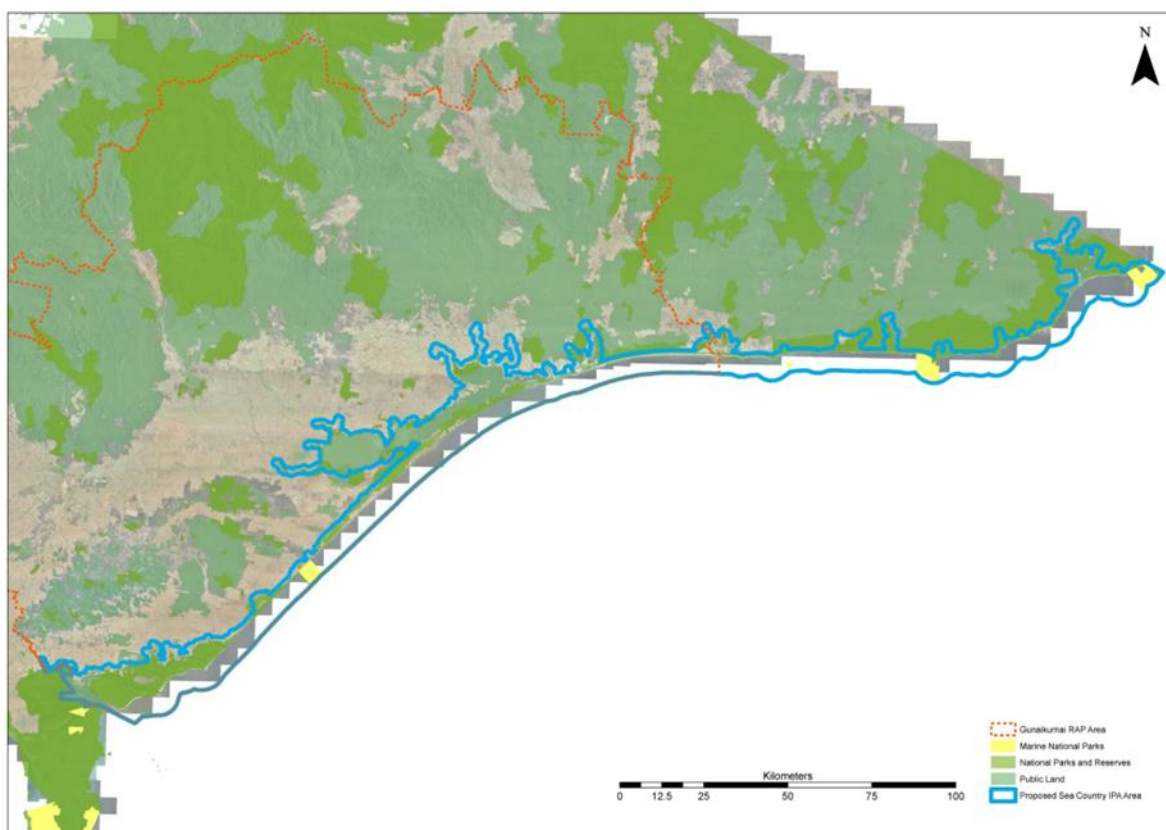 N
Gunaikurnai RAP Area
Marine National Parks
National Parks and Reserves
Public Land
Proposed Sea Country IPA Area
Kilometers
0 12.5 25 50 75 100